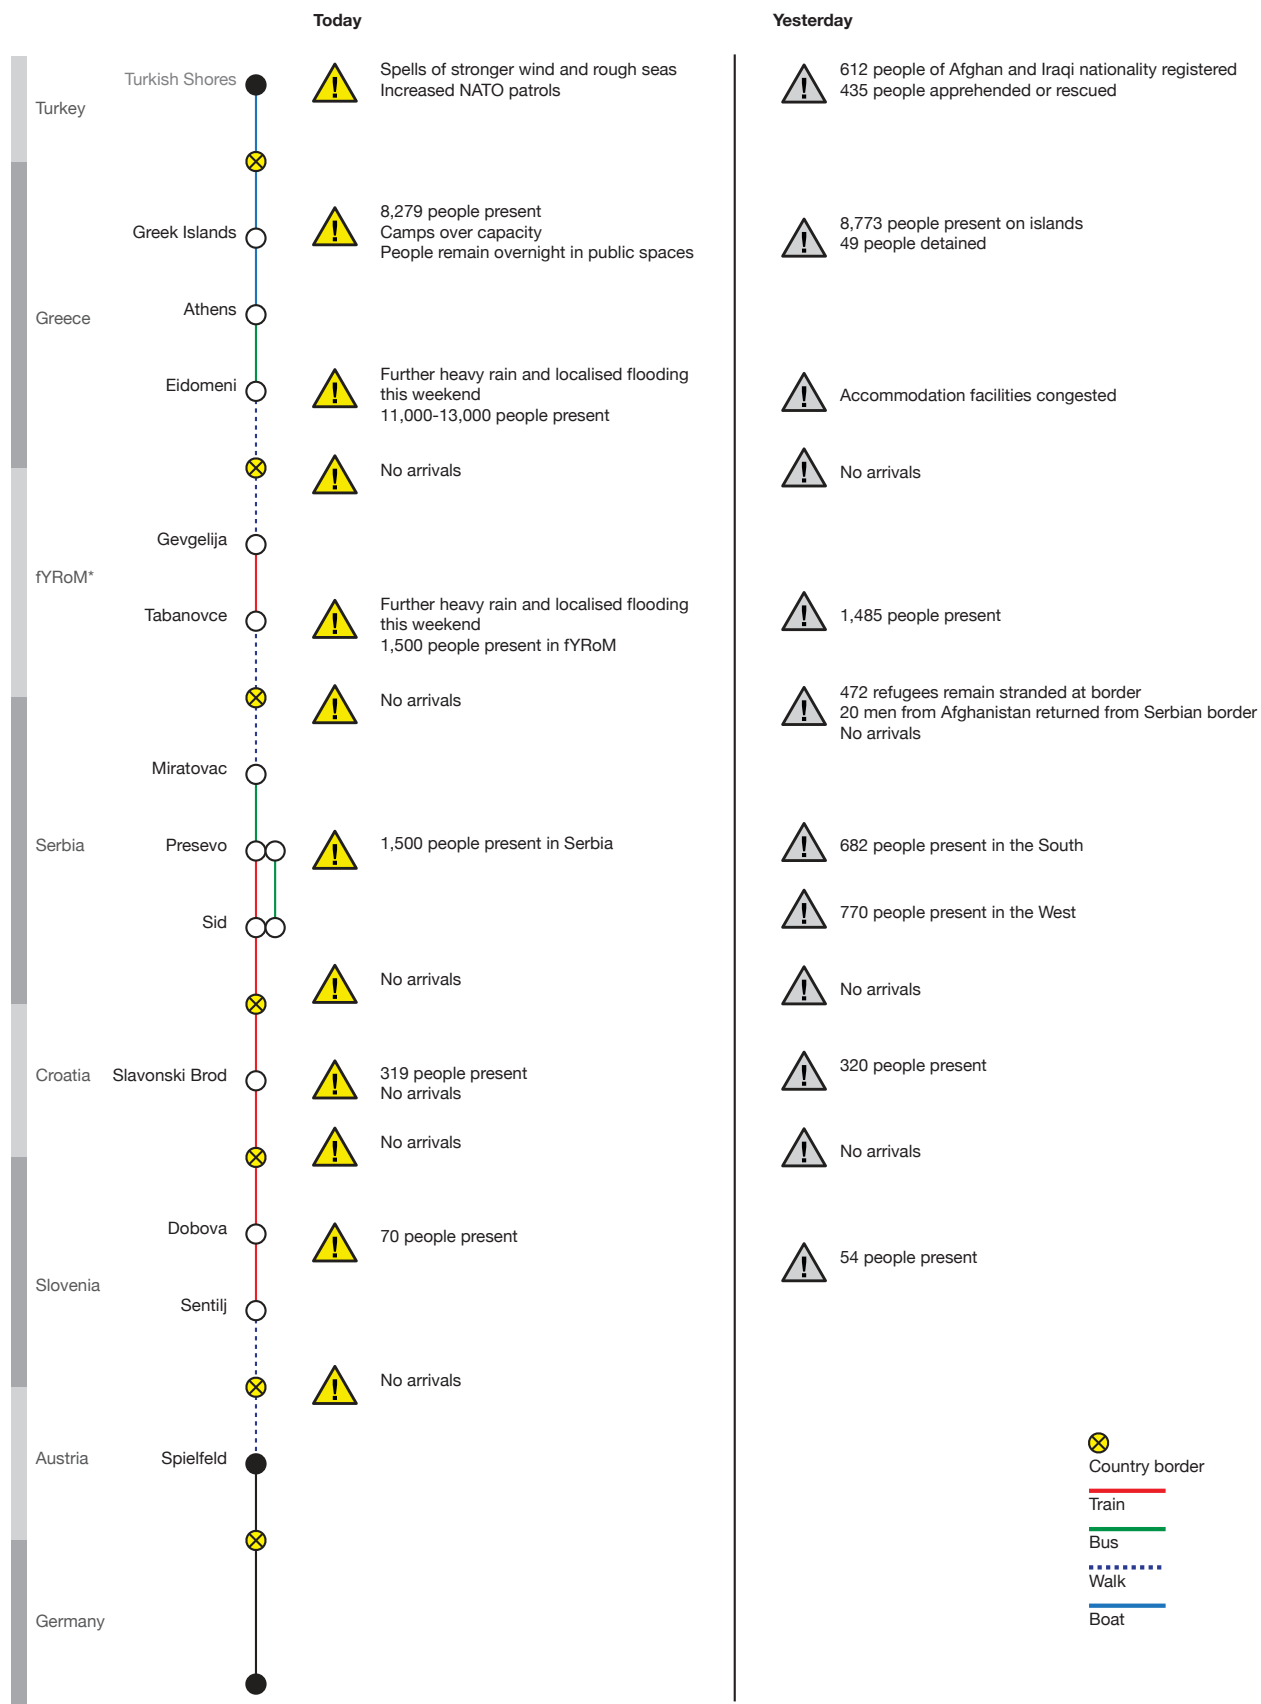 Today
Yesterday
Turkey
Turkish Shores
Spells of stronger wind and rough seas
Increased NATO patrols
612 people of Afghan and Iraqi nationality registered
435 people apprehended or rescued
Greek Islands
8,279 people present
Camps over capacity
People remain overnight in public spaces
8,773 people present on islands
49 people detained
Greece
Athens
Eidomeni
Further heavy rain and localised flooding
this weekend
11,000-13,000 people present
Accommodation facilities congested
No arrivals
No arrivals
Gevgelija
fYRoM*
Tabanovce
Further heavy rain and localised flooding
this weekend
1,500 people present in fYRoM
1,485 people present
No arrivals
472 refugees remain stranded at border
20 men from Afghanistan returned from Serbian border
No arrivals
Miratovac
Serbia
Presevo
1,500 people present in Serbia
682 people present in the South
Sid
770 people present in the West
No arrivals
No arrivals
Croatia
Slavonski Brod
319 people present
No arrivals
320 people present
No arrivals
No arrivals
Dobova
70 people present
54 people present
Slovenia
Sentilj
No arrivals
Austria
Spielfeld
Germany
Country border
Train
Bus
Walk
Boat